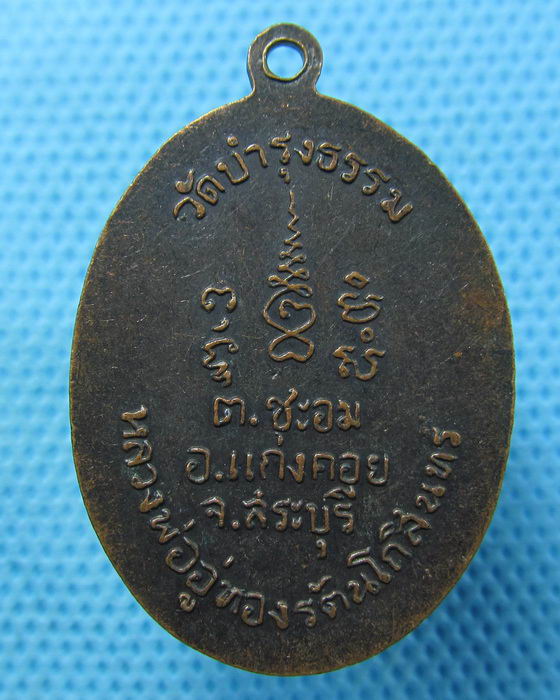 วัดบำรุงธรรม
ต.ชะอม
อ.แก่งคอย
จ.สระบุรี
หลวงพ่ออู่ทองรัตนโกสินทร์